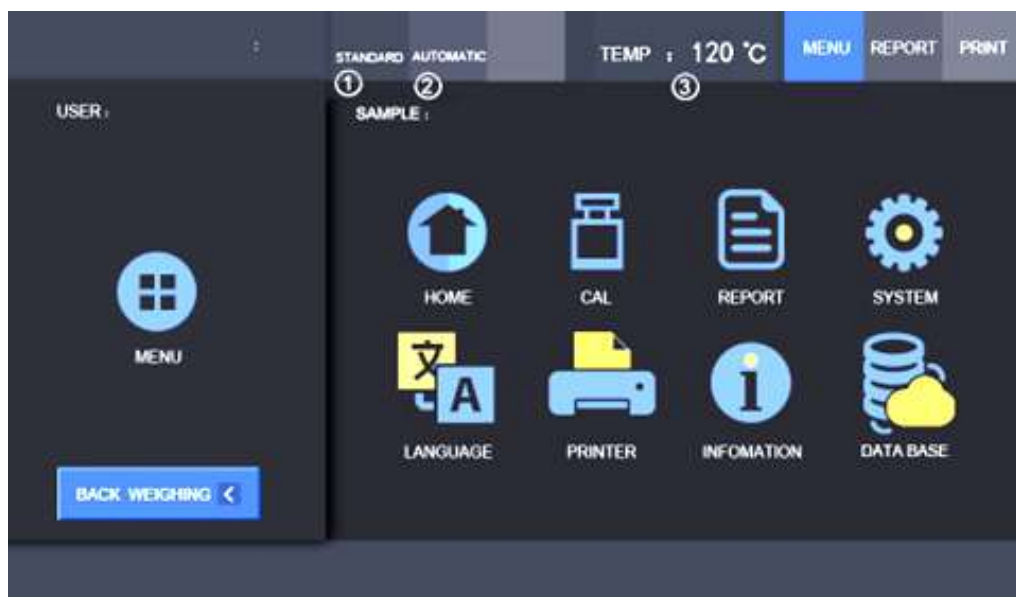 :
STANDARD AUTOMATIC TEMP : 120 °C MENU REPORT PRINT
① ② ③
USER : SAMPLE :
HOME CAL REPORT SYSTEM
MENU
文 A
LANGUAGE PRINTER INFOMATION DATA BASE
BACK WEIGHING <